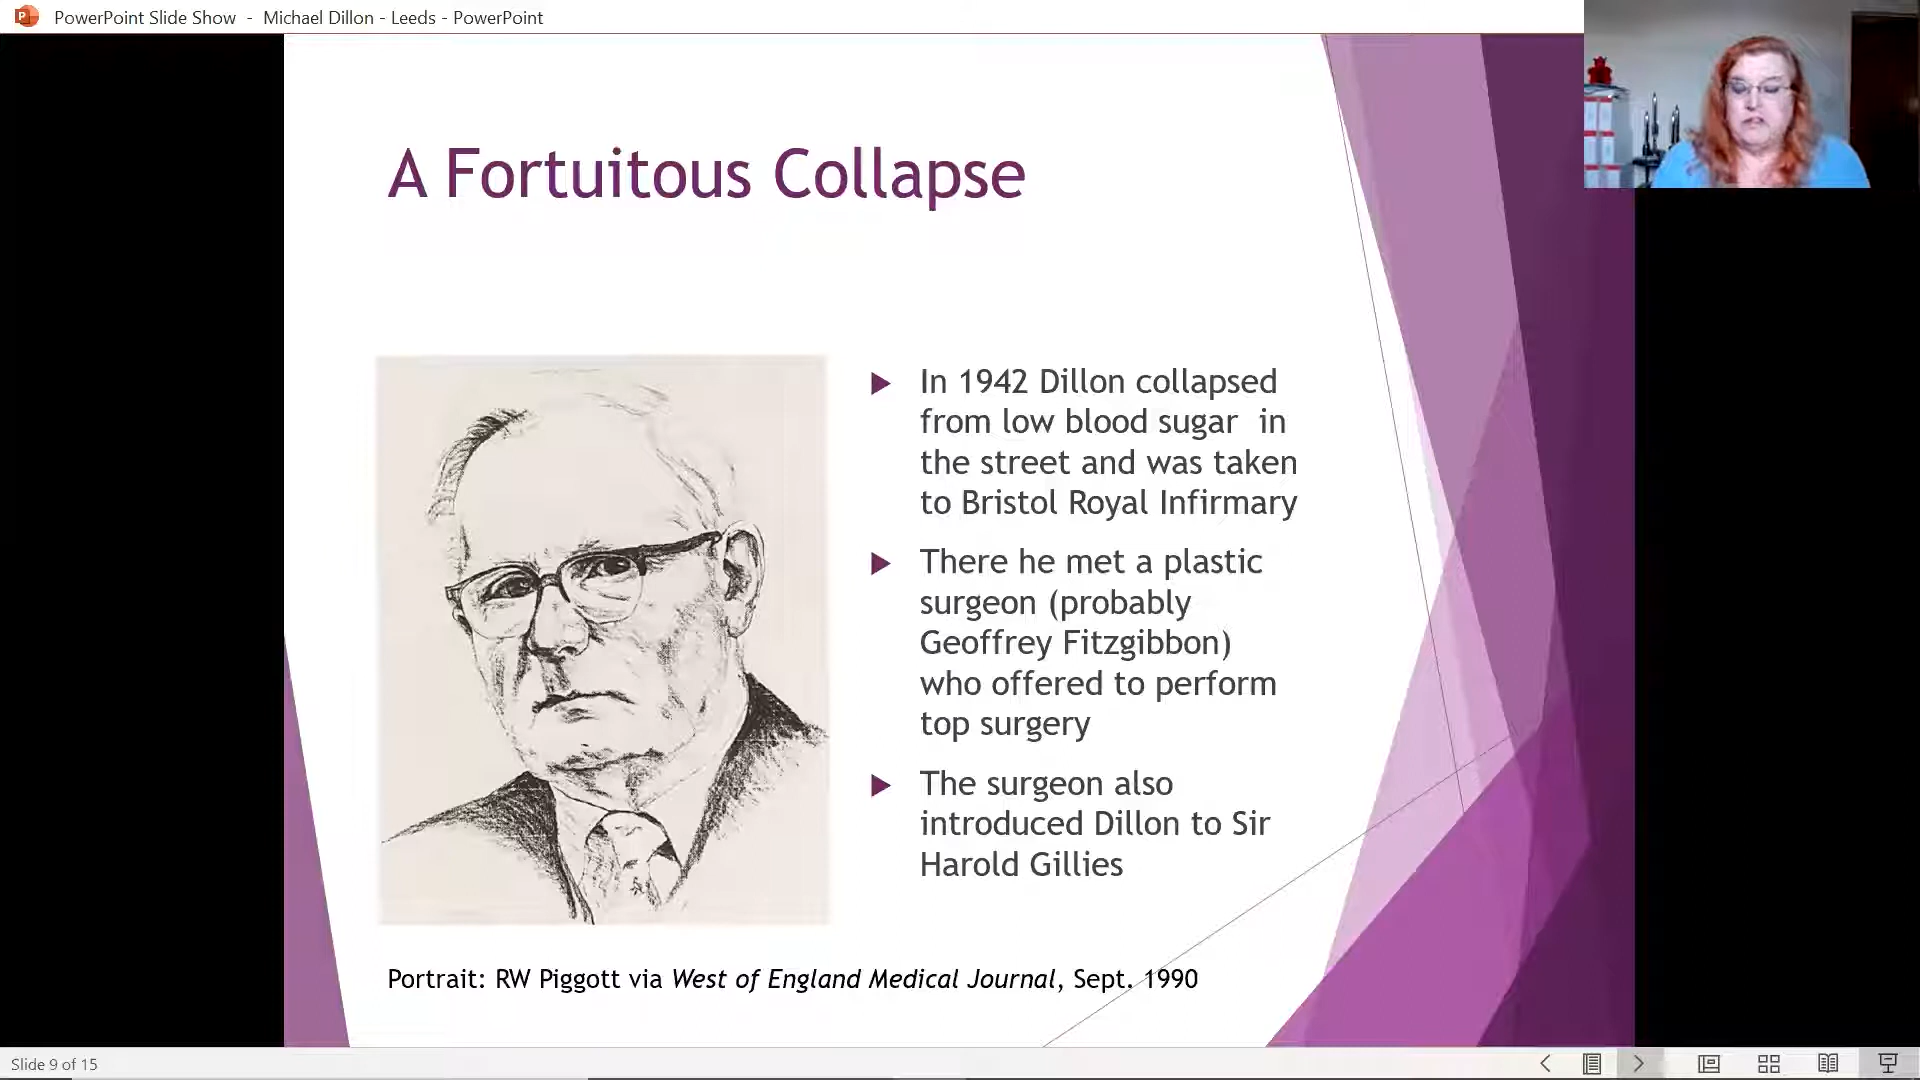 PowerPoint Slide Show - Michael Dillon - Leeds - PowerPoint
A Fortuitous Collapse
In 1942 Dillon collapsed
from low blood sugar in
the street and was taken
to Bristol Royal Infirmary
There he met a plastic
surgeon (probably
Geoffrey Fitzgibbon)
who offered to perform
top surgery
The surgeon also
introduced Dillon to Sir
Harold Gillies
Portrait: RW Piggott via West of England Medical Journal, Sept. 1990
Slide 9 of 15